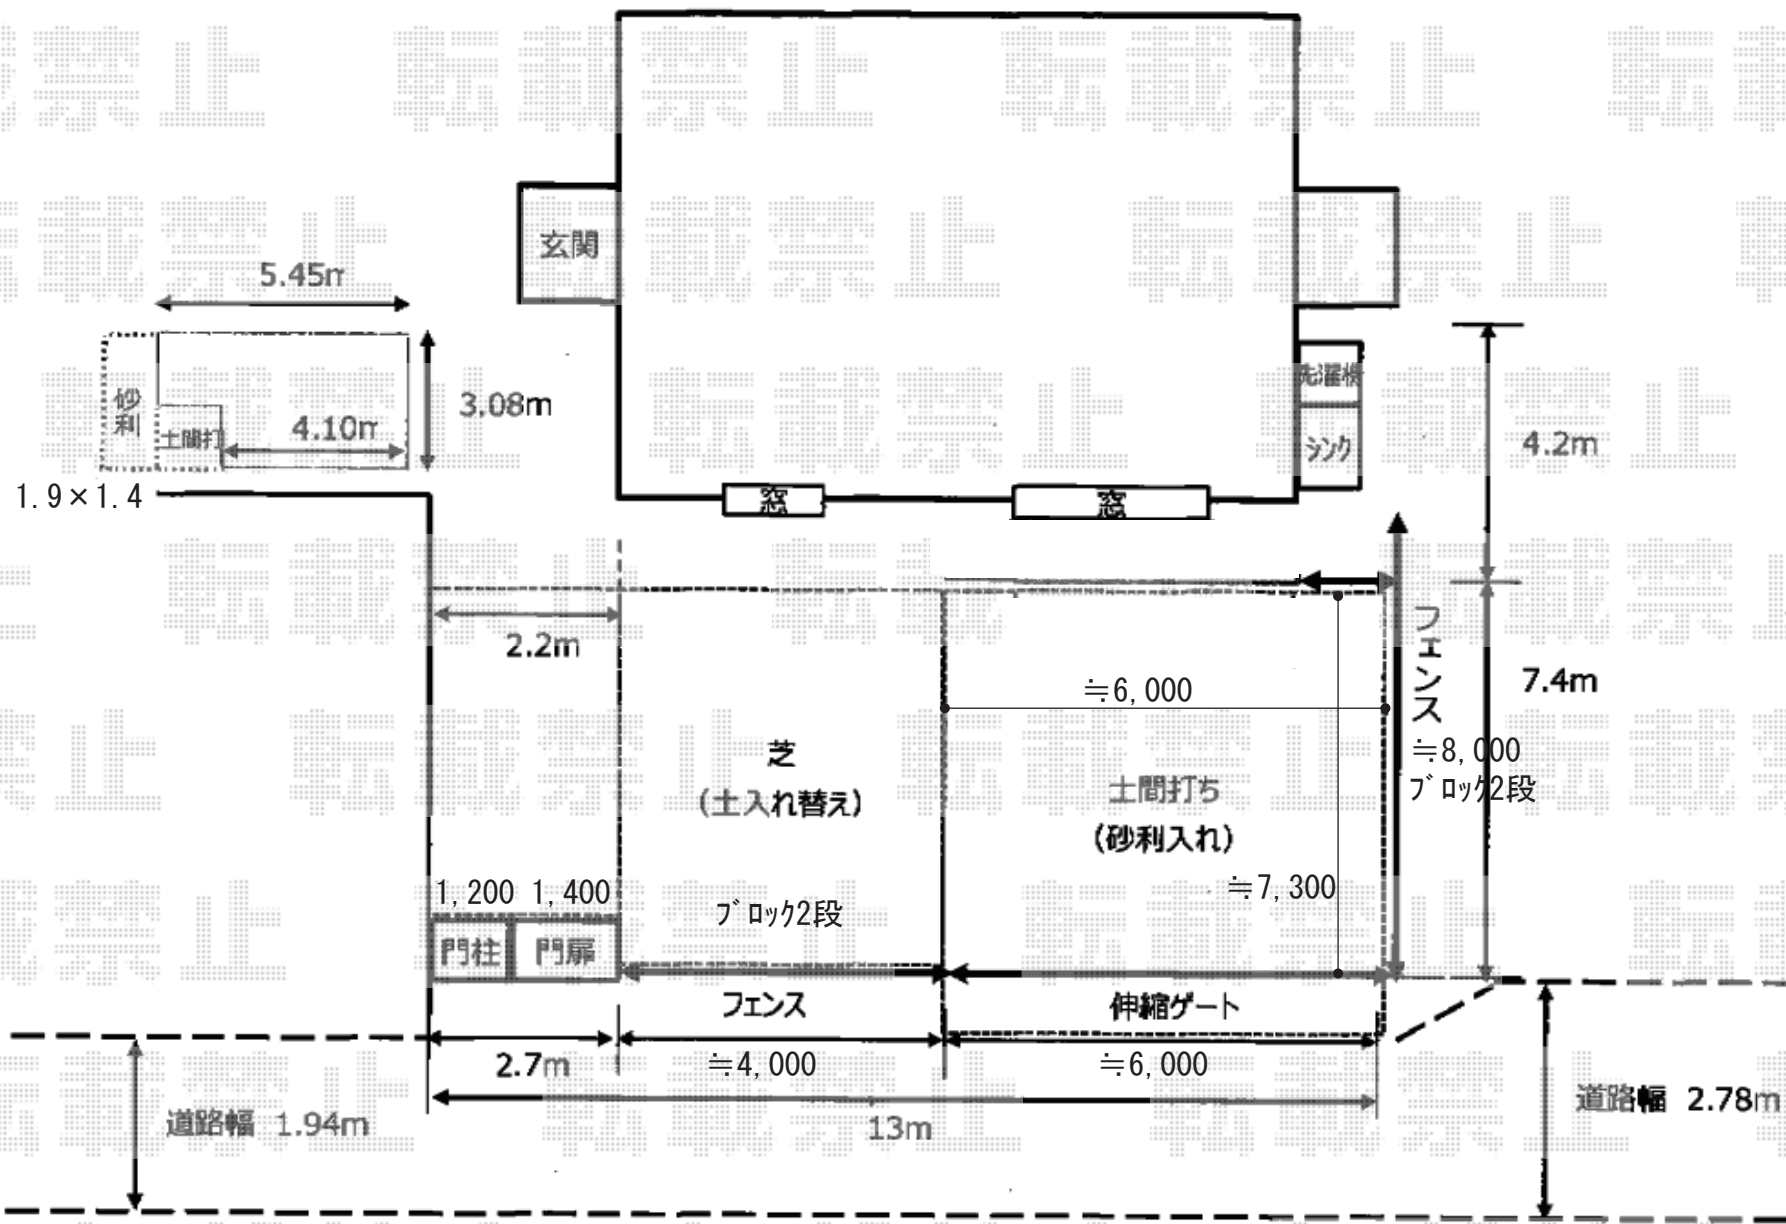 転載禁止
玄関
5.45m
砂利
土間打
4.10m
3.08m
1.9×1.4
洗濯機
シンク
4.2m
窓
窓
2.2m
フェンス
7.4m
≒6,000
≒8,000
ブロック2段
芝
(土入れ替え)
土間打ち
(砂利入れ)
≒7,300
1,200
1,400
ブロック2段
門柱
門扉
フェンス
伸縮ゲート
2.7m
≒4,000
≒6,000
13m
道路幅 1.94m
道路幅 2.78m